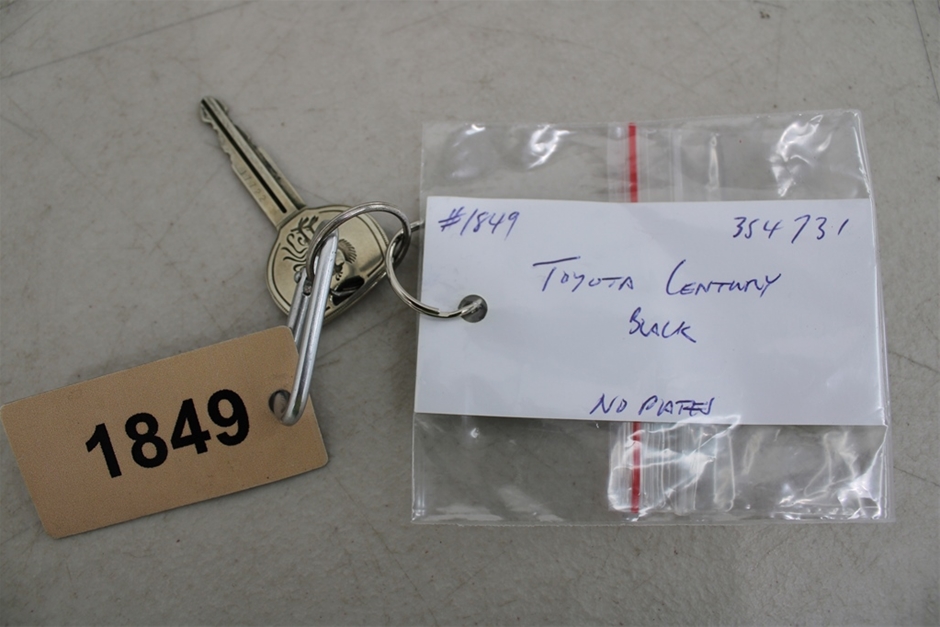 #1849 354731
Toyota Century
Black
No Plates
1849